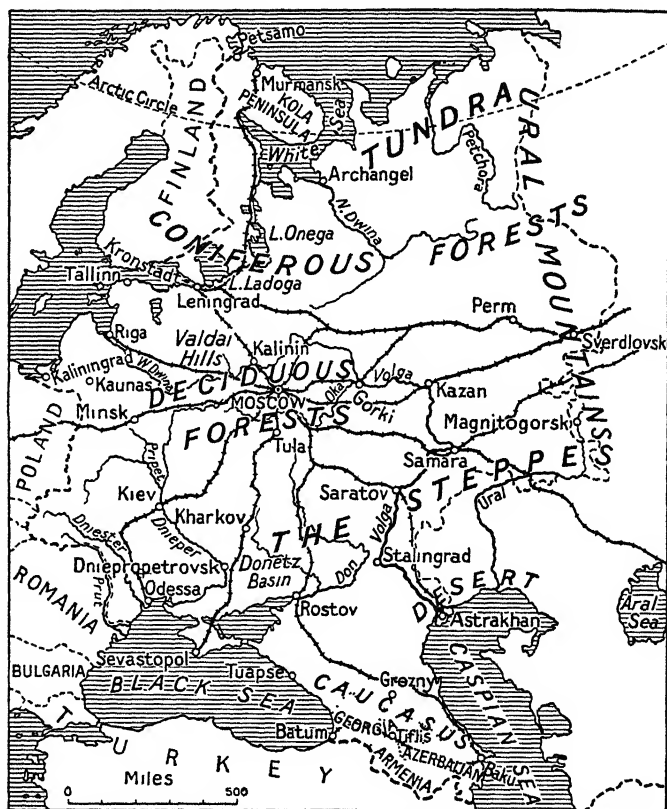 Petsamo
Murmansk
KOLA
PENINSULA
Arctic Circle
FINLAND
White Sea
TUNDRA
URAL MOUNTAINS
Petchora
Archangel
N. Dwina
CONIFEROUS FORESTS
L. Onega
Kronstad
L. Ladoga
Tallinn
Leningrad
Perm
Sverdlovsk
Riga
Valdai
Hills
Kalinin
Kaliningrad
W. Dwina
Kaunas
DECIDUOUS
FORESTS
Volga
Kazan
Oka
Gorki
MOSCOW
Minsk
Magnitogorsk
POLAND
Tula
Samara
Pripet
Saratov
THE STEPPE
Ural
Kiev
Dnieper
Kharkov
Volga
Dniester
Stalingrad
Dniepropetrovsk
Donetz
Basin
Don
Prut
Odessa
DESERT
ROMANIA
Rostov
Astrakhan
Aral
Sea
Sevastopol
BULGARIA
Tuapse
BLACK SEA
Grozny
CASPIAN SEA
CAUCASUS
GEORGIA
Batum
Tiflis
AZERBAIJAN
Baku
ARMENIA
TURKEY
Miles
0 500